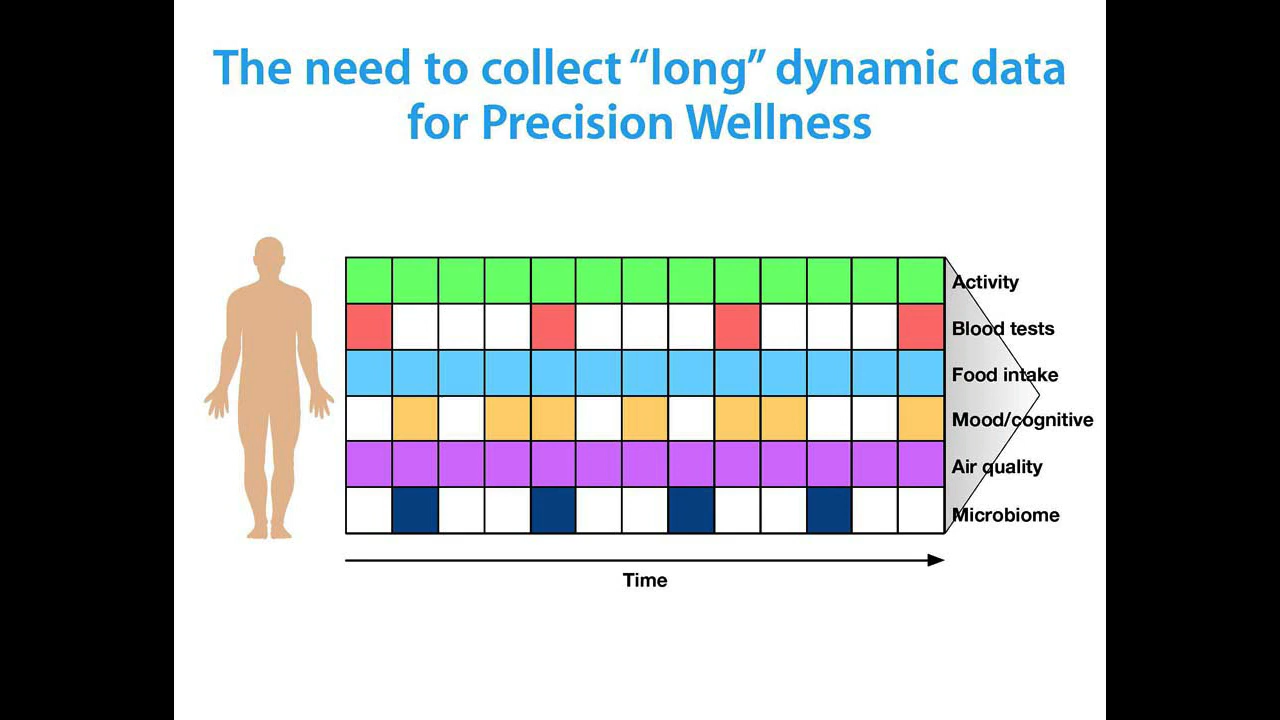 The need to collect “long” dynamic data
for Precision Wellness
Activity
Blood tests
Food intake
Mood/cognitive
Air quality
Microbiome
Time